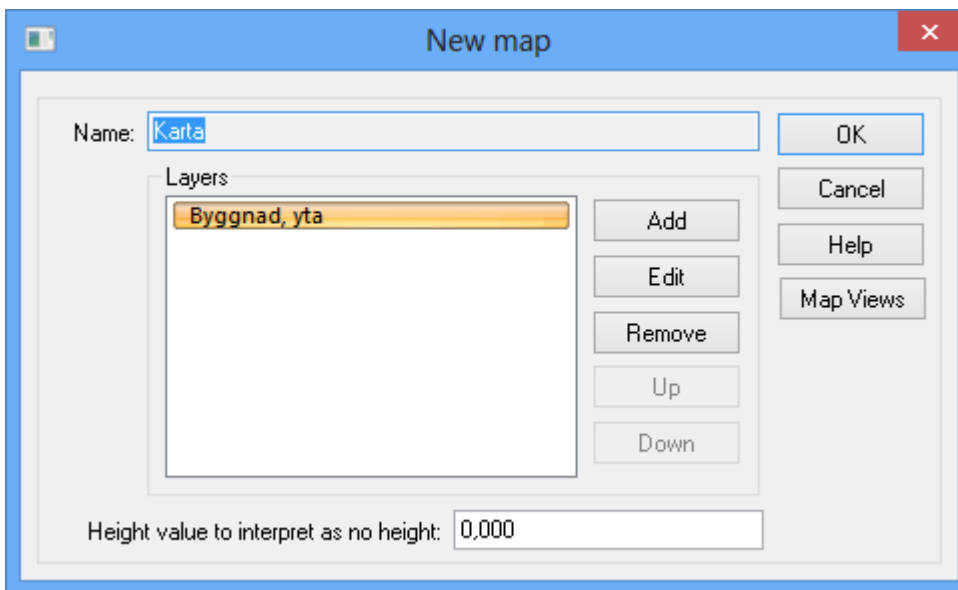 New map
Name: Karta
OK
Layers
Cancel
Byggnad, yta
Add
Help
Edit
Map Views
Remove
Up
Down
Height value to interpret as no height: 0,000